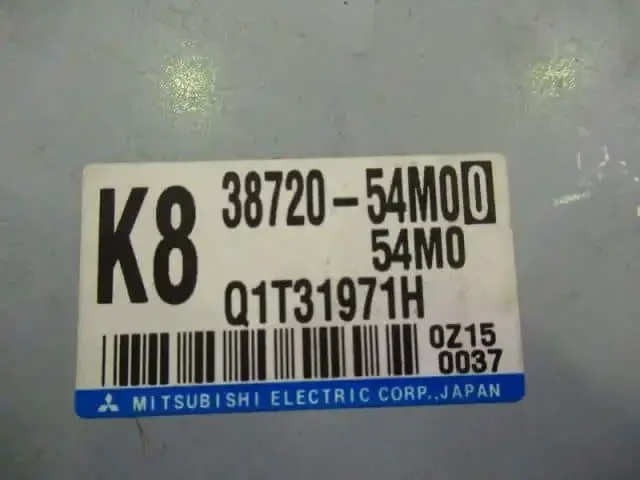 K8
38720-54M00
54M0
Q1T31971H
0Z15
0037
MITSUBISHI ELECTRIC CORP.,JAPAN